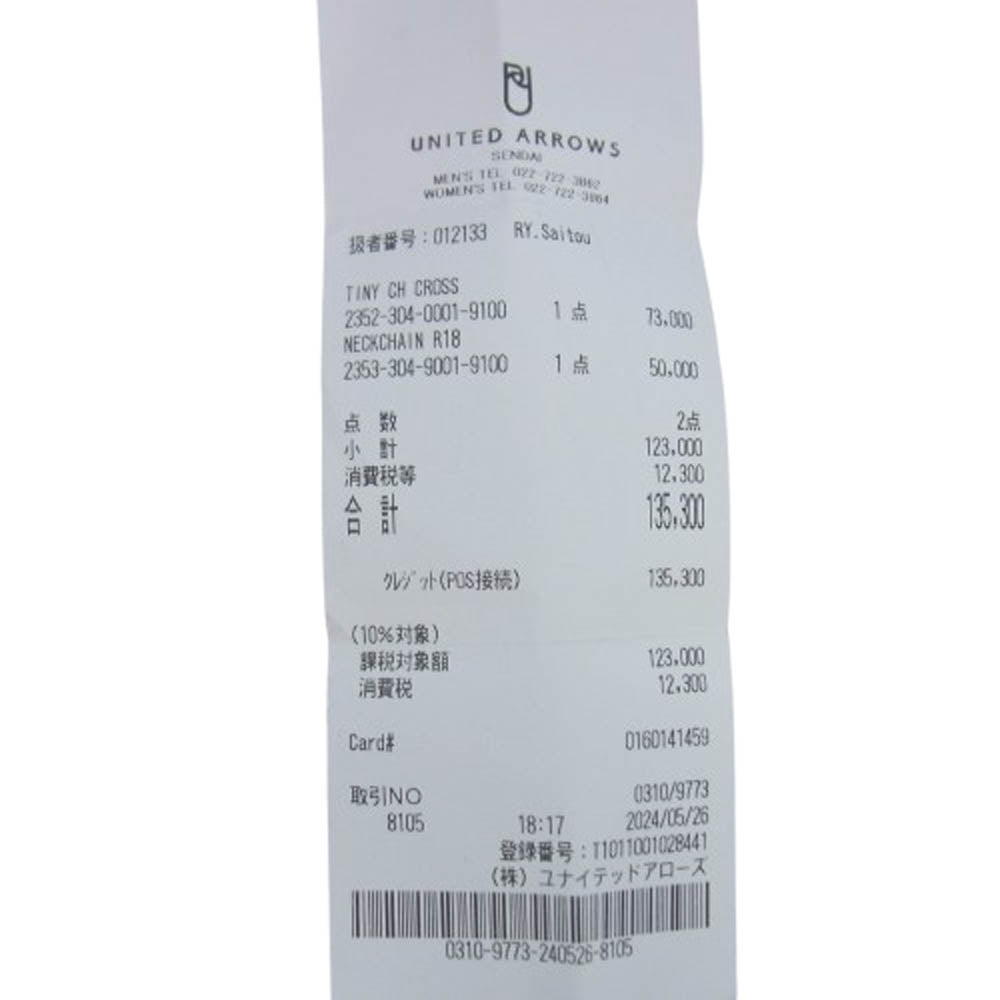 UNITED ARROWS
SENDAI
MEN'S TEL 022-722-3862
WOMEN'S TEL 022-722-3864
扱者番号:012133 RY.Saitou
TINY CH CROSS
2352-304-0001-9100 1点 73,000
NECKCHAIN R18
2353-304-9001-9100 1点 50,000
点 数 2点
小 計 123,000
消費税等 12,300
合 計 135,300
クレジット(POS接続) 135,300
(10%対象)
課税対象額 123,000
消費税 12,300
Card# 0160141459
取引NO 0310/9773
8105 18:17 2024/05/26
登録番号:T1011001028441
(株) ユナイテッドアローズ
0310-9773-240526-8105